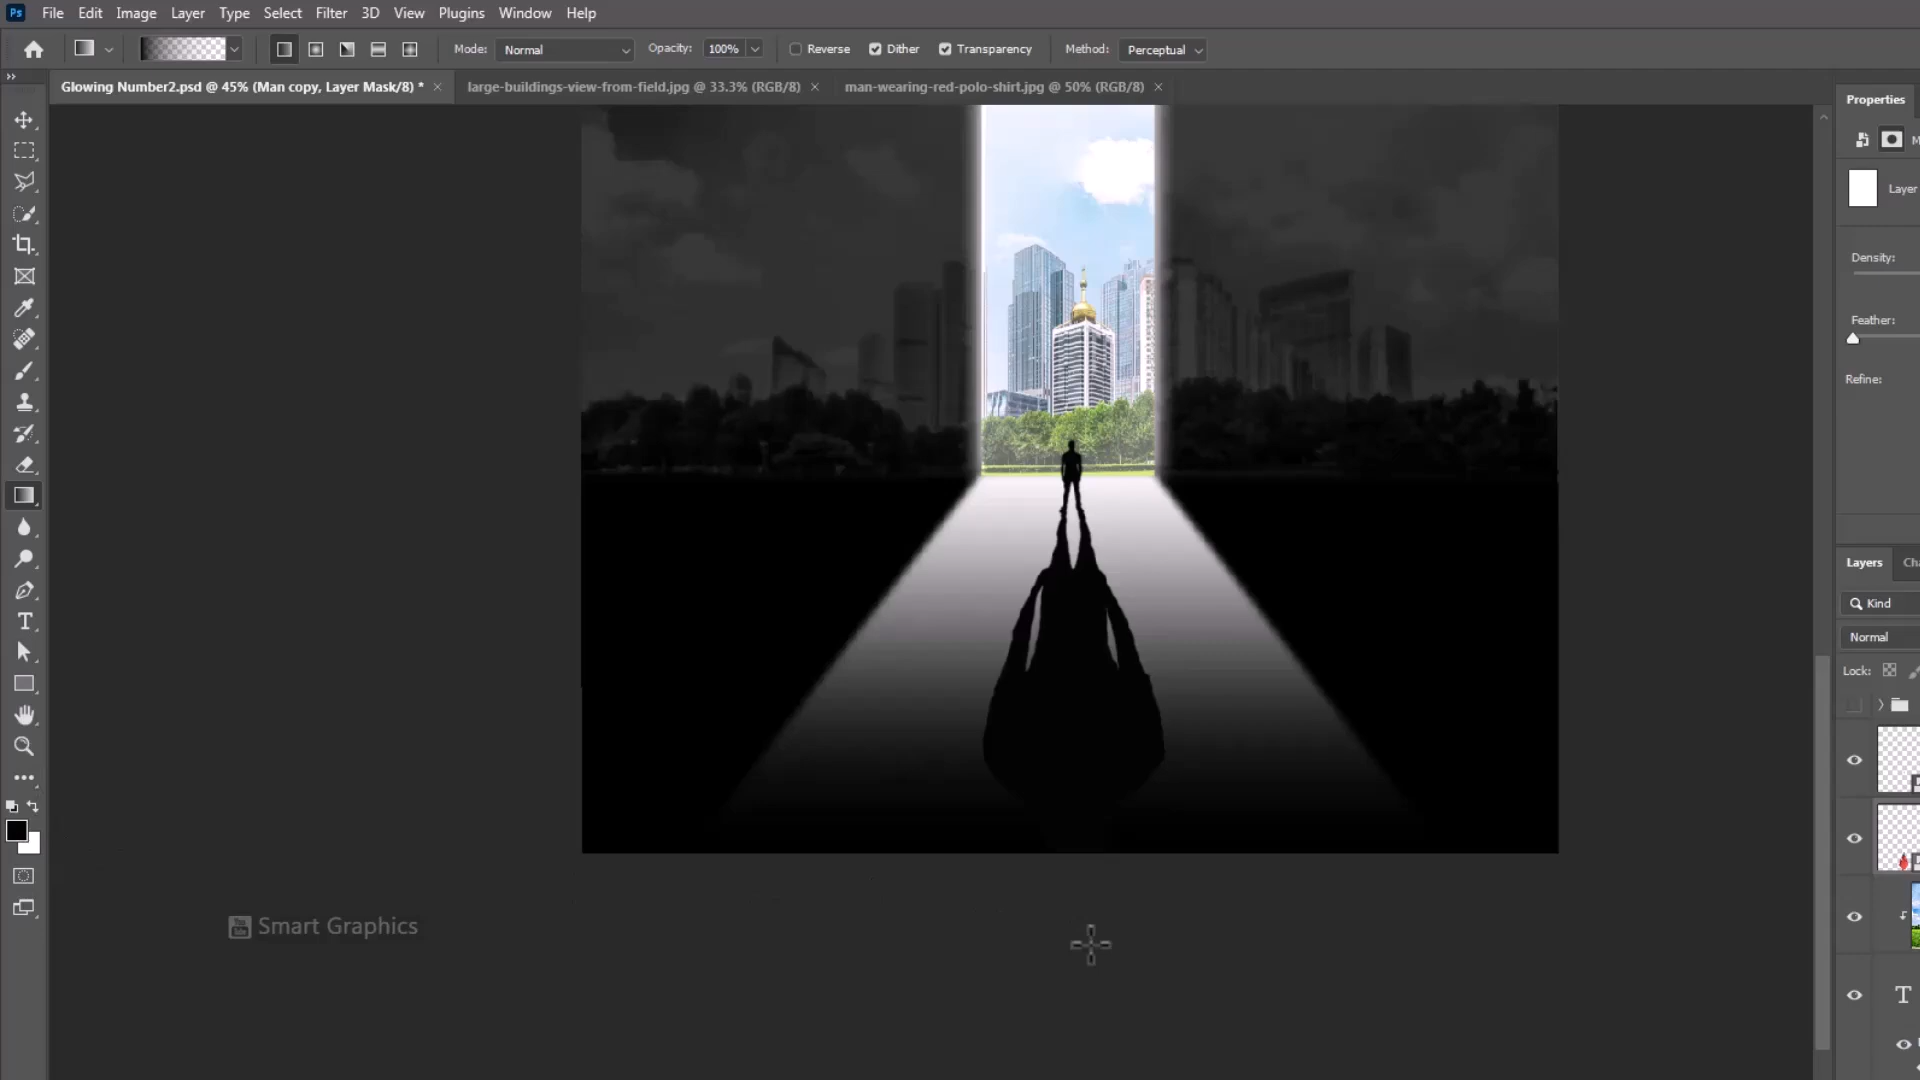 Ps File Edit Image Layer Type Select Filter 3D View Plugins Window Help
Mode: Normal Opacity: 100% Reverse Dither Transparency Method: Perceptual
Glowing Number2.psd @ 45% (Man copy, Layer Mask/8) * × large-buildings-view-from-field.jpg @ 33.3% (RGB/8) × man-wearing-red-polo-shirt.jpg @ 50% (RGB/8) ×
Properties
Layer
Density:
Feather:
Refine:
Layers
Kind
Normal
Lock:
You Tube Smart Graphics